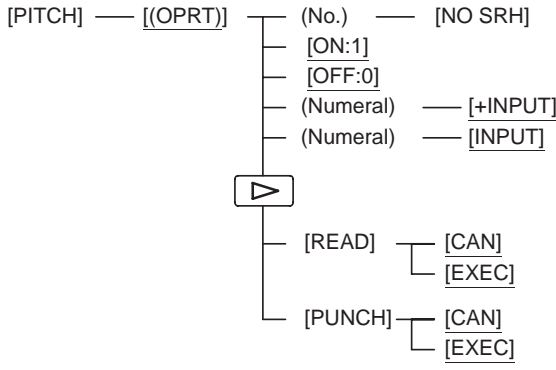 [PITCH] [(OPRT)] (No.) [NO SRH]
[ON:1]
[OFF:0]
(Numeral) [+INPUT]
(Numeral) [INPUT]
[READ] [CAN]
[EXEC]
[PUNCH] [CAN]
[EXEC]